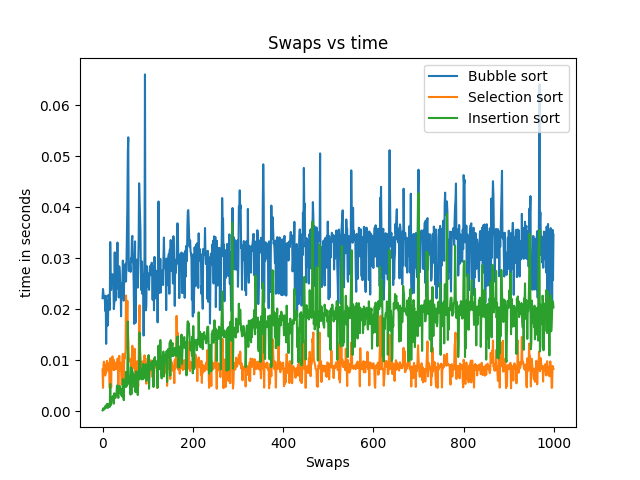 Swaps vs time
Bubble sort
Selection sort
Insertion sort
time in seconds
0.06
0.05
0.04
0.03
0.02
0.01
0.00
0
200
400
600
800
1000
Swaps